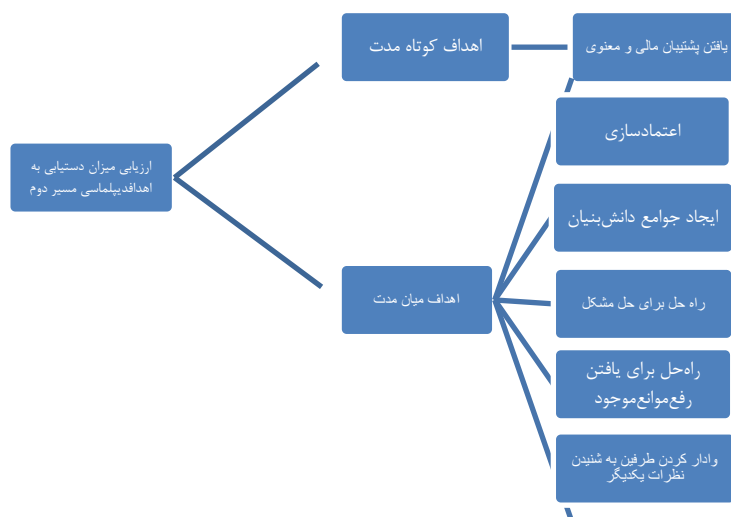 ارزیابی میزان دستیابی به
اهدافدیپلماسی مسیر دوم
اهداف کوتاه مدت
یافتن پشتیبان مالی و معنوی
اهداف میان مدت
اعتمادسازی
ایجاد جوامع دانش‌بنیان
راه حل برای حل مشکل
راه‌حل برای یافتن
رفع‌موانع‌موجود
وادار کردن طرفین به شنیدن
نظرات یکدیگر